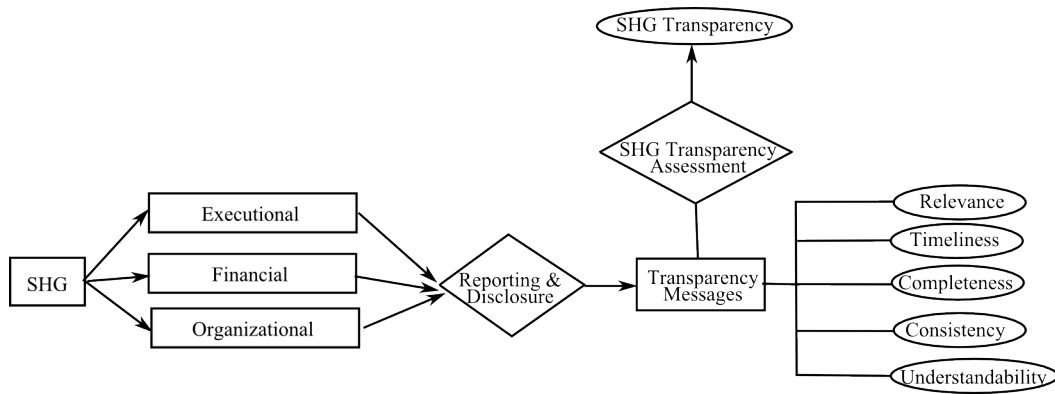 SHG Transparency
SHG Transparency
Assessment
Executional
Financial
Organizational
SHG
Reporting &
Disclosure
Transparency
Messages
Relevance
Timeliness
Completeness
Consistency
Understandability